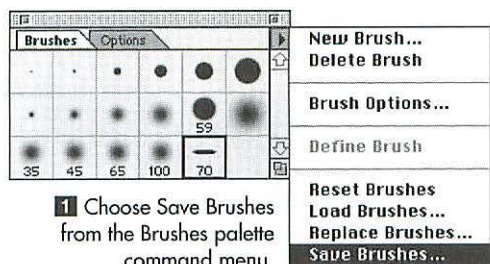 Brushes Options
59
35 45 65 100 70
New Brush...
Delete Brush
Brush Options...
Define Brush
Reset Brushes
Load Brushes...
Replace Brushes...
Save Brushes...
1 Choose Save Brushes
from the Brushes palette
command menu.